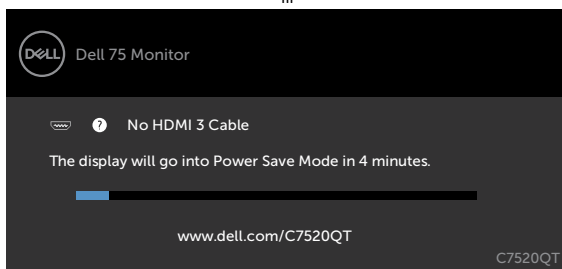 DELL
Dell 75 Monitor
? No HDMI 3 Cable
The display will go into Power Save Mode in 4 minutes.
www.dell.com/C7520QT
C7520QT